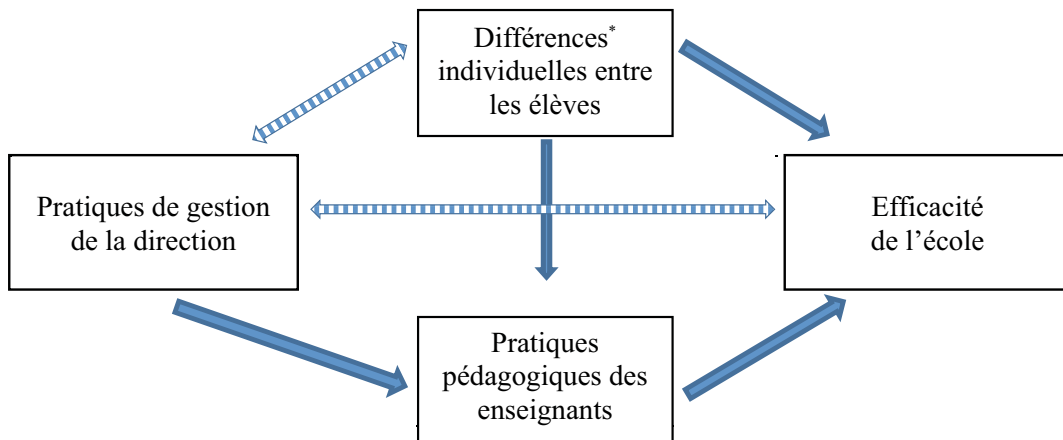 Différences*
individuelles entre
les élèves
Pratiques de gestion
de la direction
Efficacité
de l’école
Pratiques
pédagogiques des
enseignants